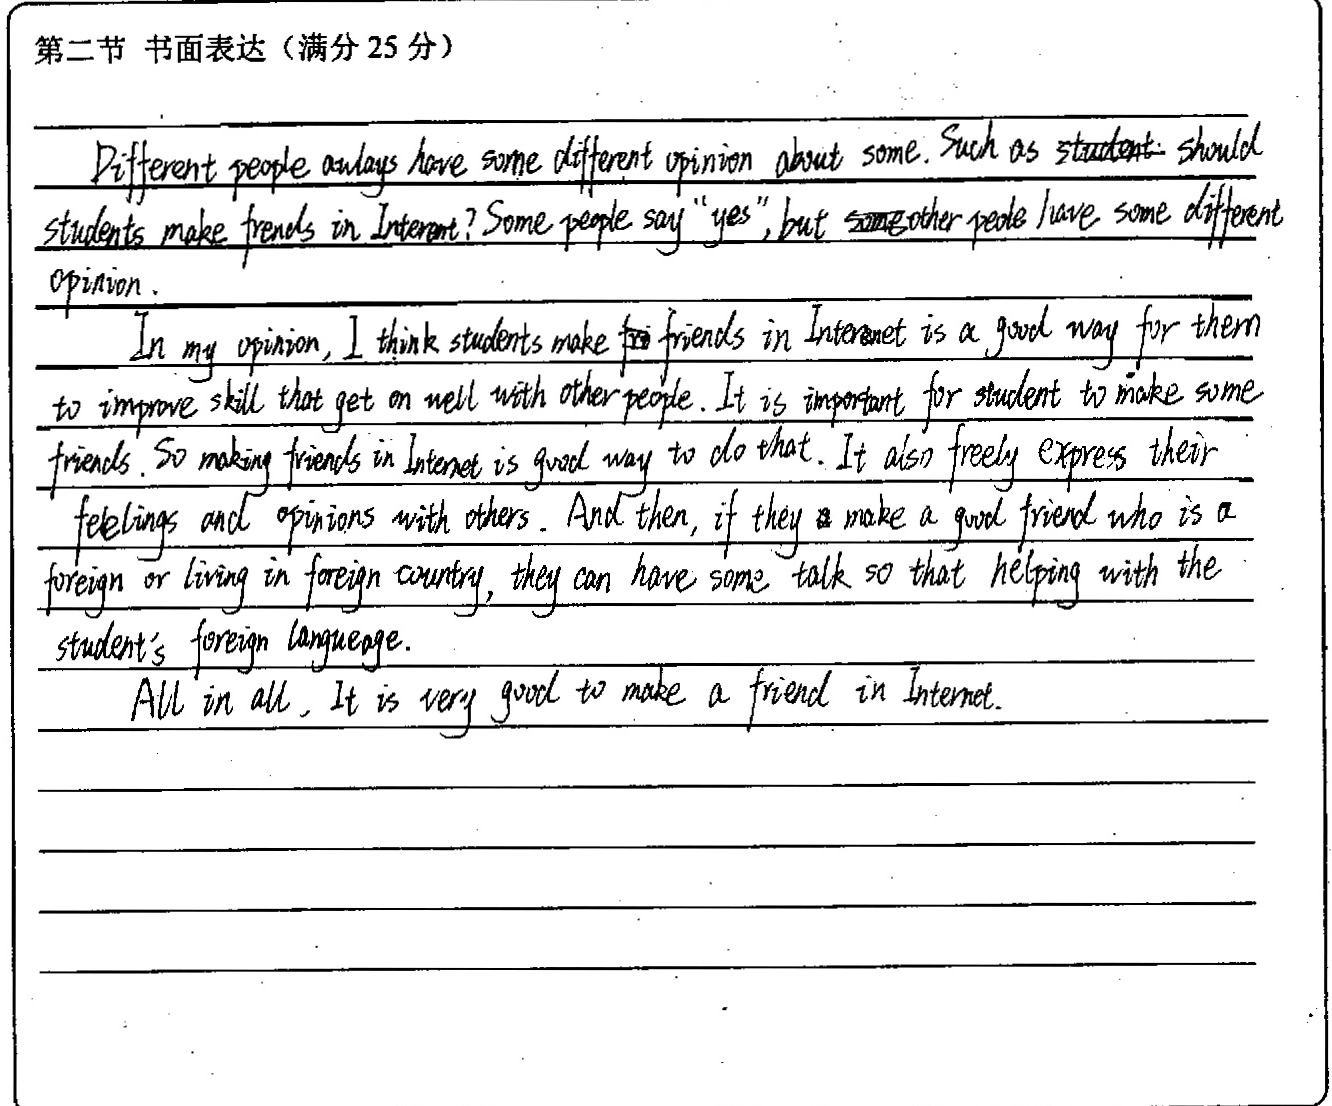 第二节 书面表达（满分 25 分）
Different people awlays have some different opinion about some. Such as student should
students make frends in Internet? Some people say "yes", but some other peole have some different
opinion.
In my opinion, I think students make fri friends in Internet is a good way for them
to improve skill that get on well with other people. It is important for student to make some
friends. So making friends in Internet is good way to do that. It also freely express their
feelings and opinions with others. And then, if they a make a good friend who is a
foreign or living in foreign country, they can have some talk so that helping with the
student's foreign langueage.
All in all, It is very good to make a friend in Internet.